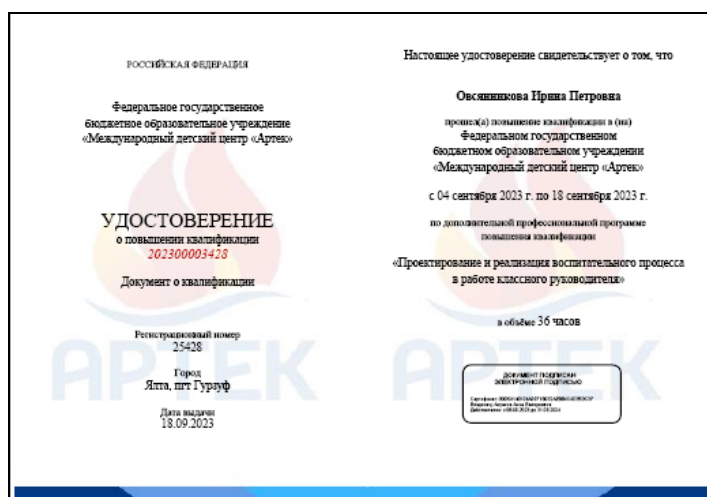 РОССИЙСКАЯ ФЕДЕРАЦИЯ
Федеральное государственное
бюджетное образовательное учреждение
«Международный детский центр «Артек»
УДОСТОВЕРЕНИЕ
о повышении квалификации
202300003428
Документ о квалификации
Регистрационный номер
25428
Город
Ялта, пгт Гурзуф
Дата выдачи
18.09.2023
АРТЕК
Настоящее удостоверение свидетельствует о том, что
Овсянникова Ирина Петровна
прошел(а) повышение квалификации в (на)
Федеральном государственном
бюджетном образовательном учреждении
«Международный детский центр «Артек»
с 04 сентября 2023 г. по 18 сентября 2023 г.
по дополнительной профессиональной программе
повышения квалификации
«Проектирование и реализация воспитательного процесса
в работе классного руководителя»
в объёме 36 часов
АРТЕК
ДОКУМЕНТ ПОДПИСАН
ЭЛЕКТРОННОЙ ПОДПИСЬЮ
Сертификат